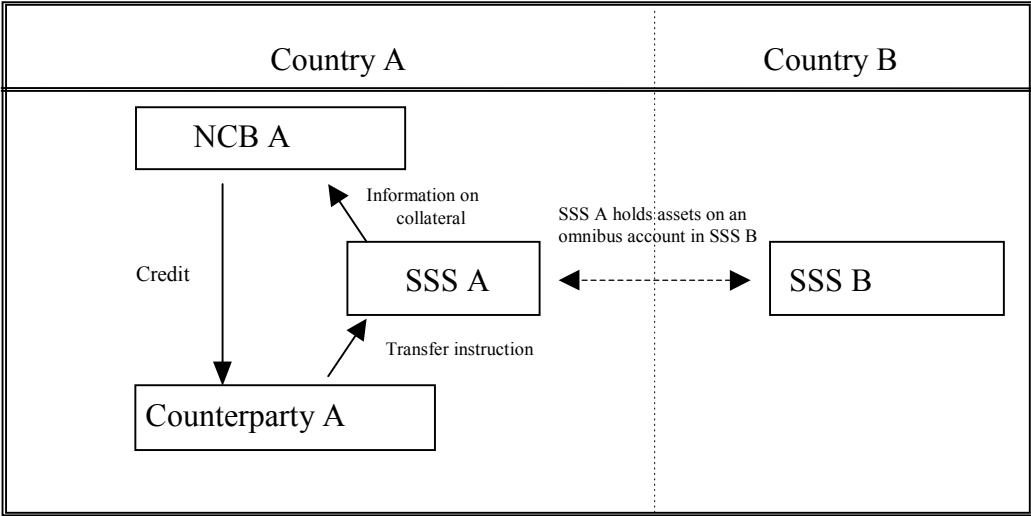 Country A
Country B
NCB A
Information on
collateral
SSS A holds assets on an
omnibus account in SSS B
Credit
SSS A
SSS B
Transfer instruction
Counterparty A